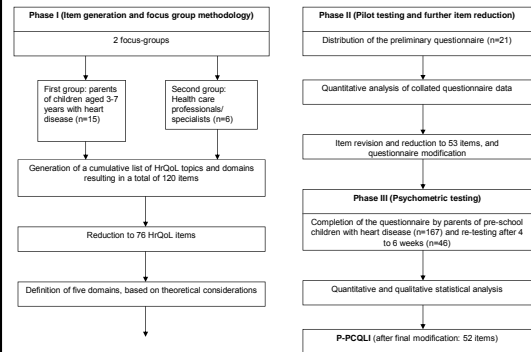 Phase I (Item generation and focus group methodology)
2 focus-groups
First group: parents
of children aged 3-7
years with heart
disease (n=15)
Second group:
Health care
professionals/
specialists (n=6)
Generation of a cumulative list of HrQoL topics and domains
resulting in a total of 120 items
Reduction to 76 HrQoL items
Definition of five domains, based on theoretical considerations
Phase II (Pilot testing and further item reduction)
Distribution of the preliminary questionnaire (n=21)
Quantitative analysis of collated questionnaire data
Item revision and reduction to 53 items, and
questionnaire modification
Phase III (Psychometric testing)
Completion of the questionnaire by parents of pre-school
children with heart disease (n=167) and re-testing after 4
to 6 weeks (n=46)
Quantitative and qualitative statistical analysis
P-PCQLI (after final modification: 52 items)